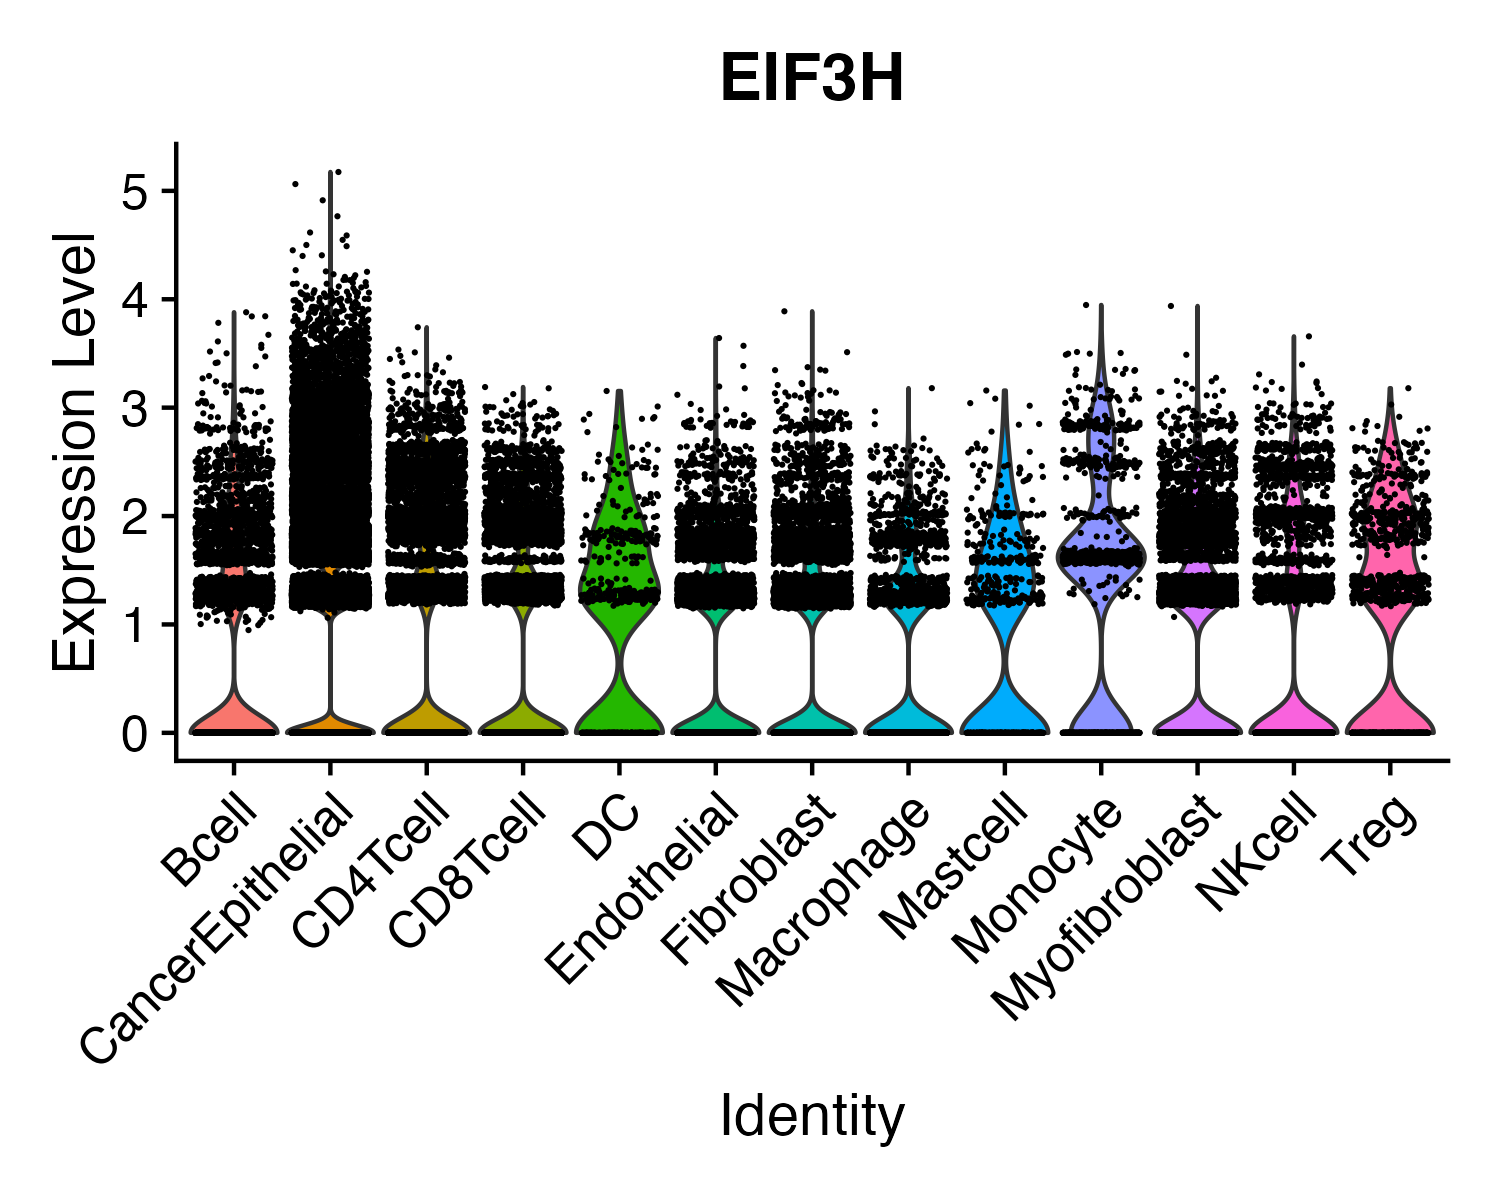 EIF3H
Expression Level
5
4
3
2
1
0
Bcell
CancerEpithelial
CD4Tcell
CD8Tcell
DC
Endothelial
Fibroblast
Macrophage
Mastcell
Monocyte
Myofibroblast
NKcell
Treg
Identity